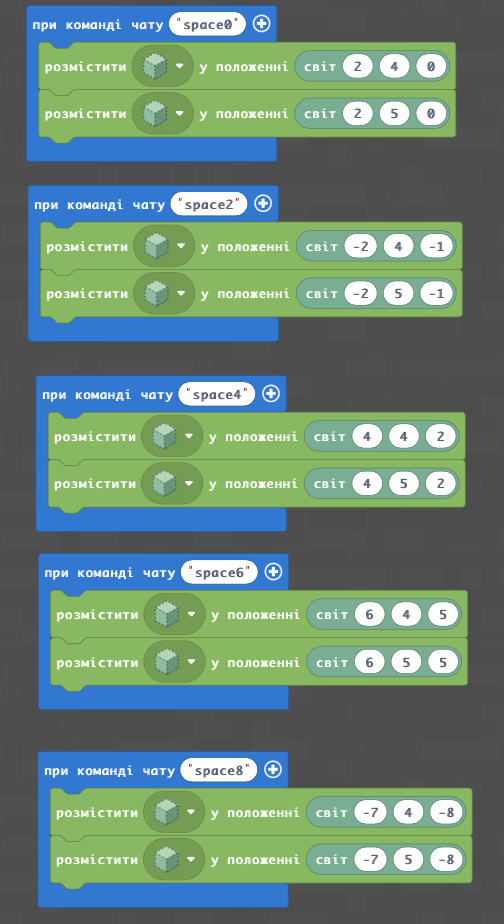 при команді чату "space0"
розмістити у положенні світ 2 4 0
розмістити у положенні світ 2 5 0
при команді чату "space2"
розмістити у положенні світ -2 4 -1
розмістити у положенні світ -2 5 -1
при команді чату "space4"
розмістити у положенні світ 4 4 2
розмістити у положенні світ 4 5 2
при команді чату "space6"
розмістити у положенні світ 6 4 5
розмістити у положенні світ 6 5 5
при команді чату "space8"
розмістити у положенні світ -7 4 -8
розмістити у положенні світ -7 5 -8